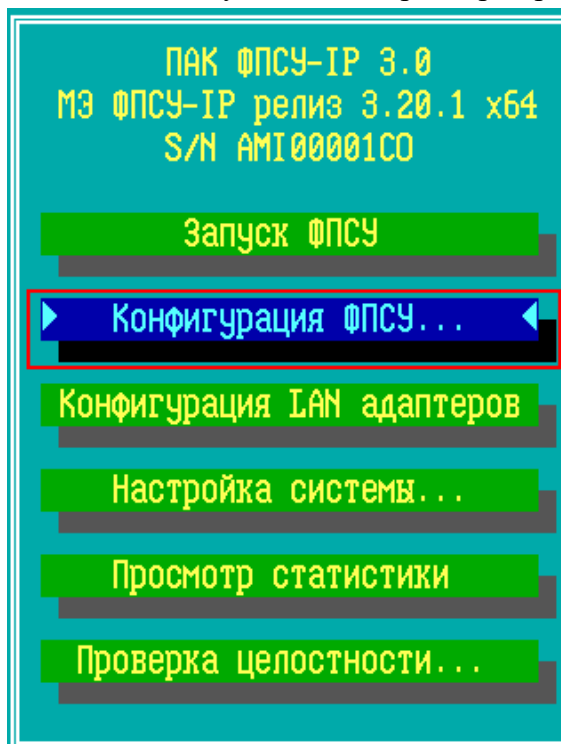 ПАК ФПСУ-IP 3.0
МЭ ФПСУ-IP релиз 3.20.1 x64
S/N AMI00001CO
Запуск ФПСУ
Конфигурация ФПСУ...
Конфигурация LAN адаптеров
Настройка системы...
Просмотр статистики
Проверка целостности...